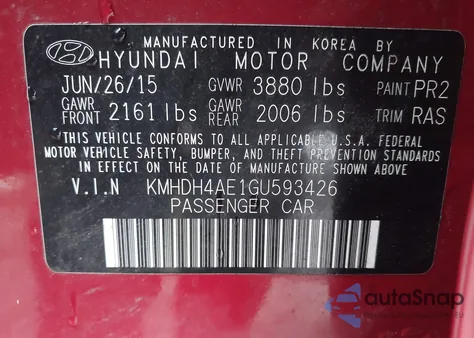 MANUFACTURED IN KOREA BY
HYUNDAI MOTOR COMPANY
JUN/26/15 GVWR 3880 lbs PAINT PR2
GAWR FRONT 2161 lbs GAWR REAR 2006 lbs TRIM RAS
THIS VEHICLE CONFORMS TO ALL APPLICABLE U.S.A. FEDERAL
MOTOR VEHICLE SAFETY, BUMPER, AND THEFT PREVENTION STANDARDS
IN EFFECT ON THE DATE OF MANUFACTURE SHOWN ABOVE.
V.I.N KMHDH4AE1GU593426
PASSENGER CAR
autoSnap